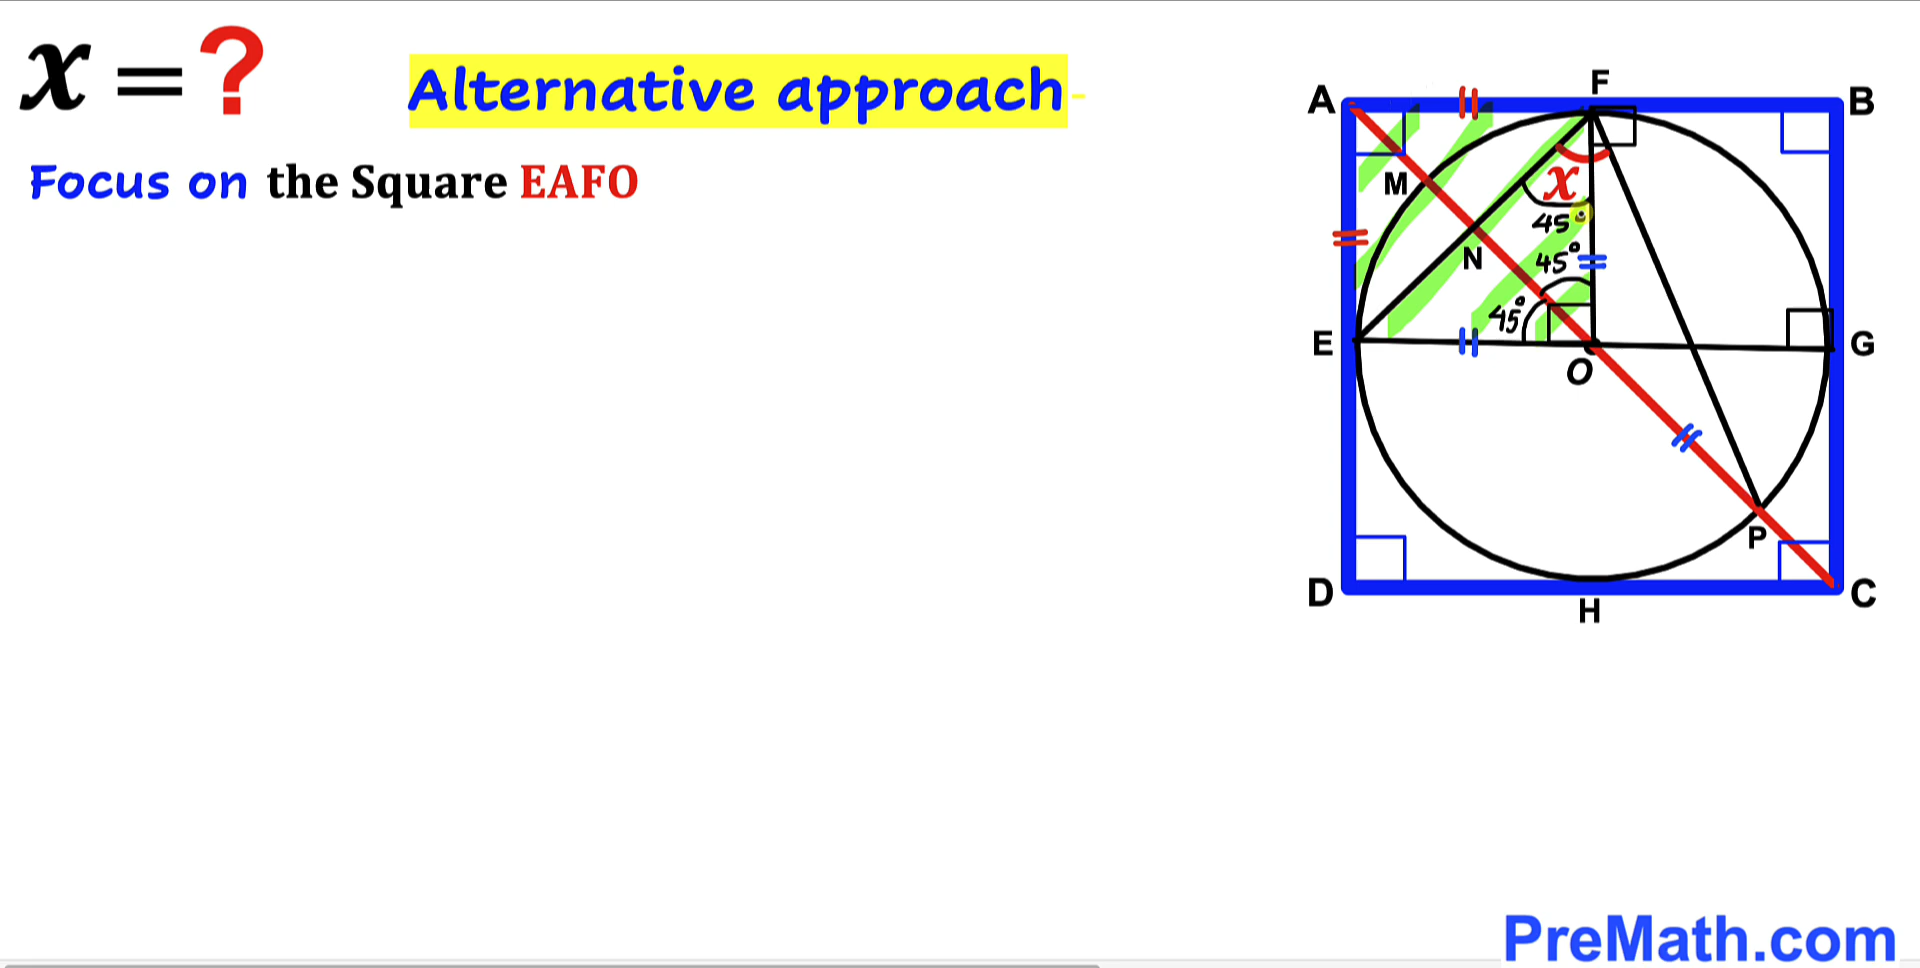 x = ?
Alternative approach
Focus on the Square EAFO
A
F
B
M
x
45°
N
45°
45°
E
G
O
P
D
C
H
PreMath.com